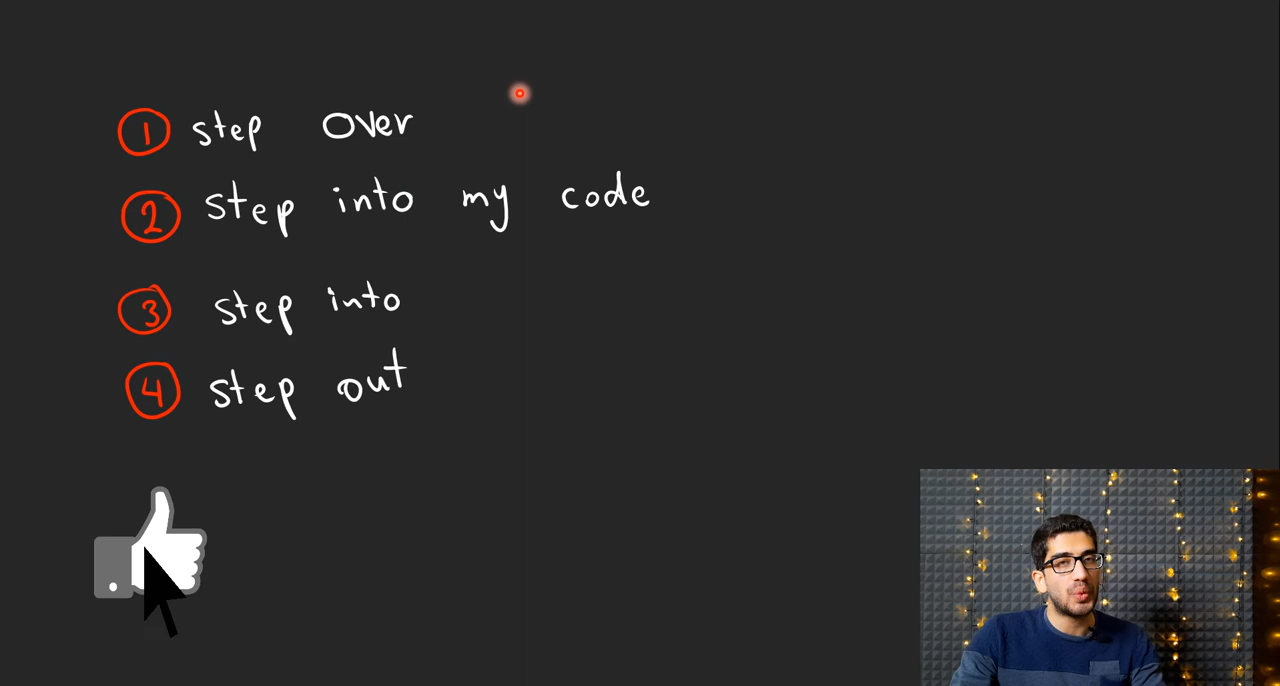 1 step over
2 step into my code
3 step into
4 step out